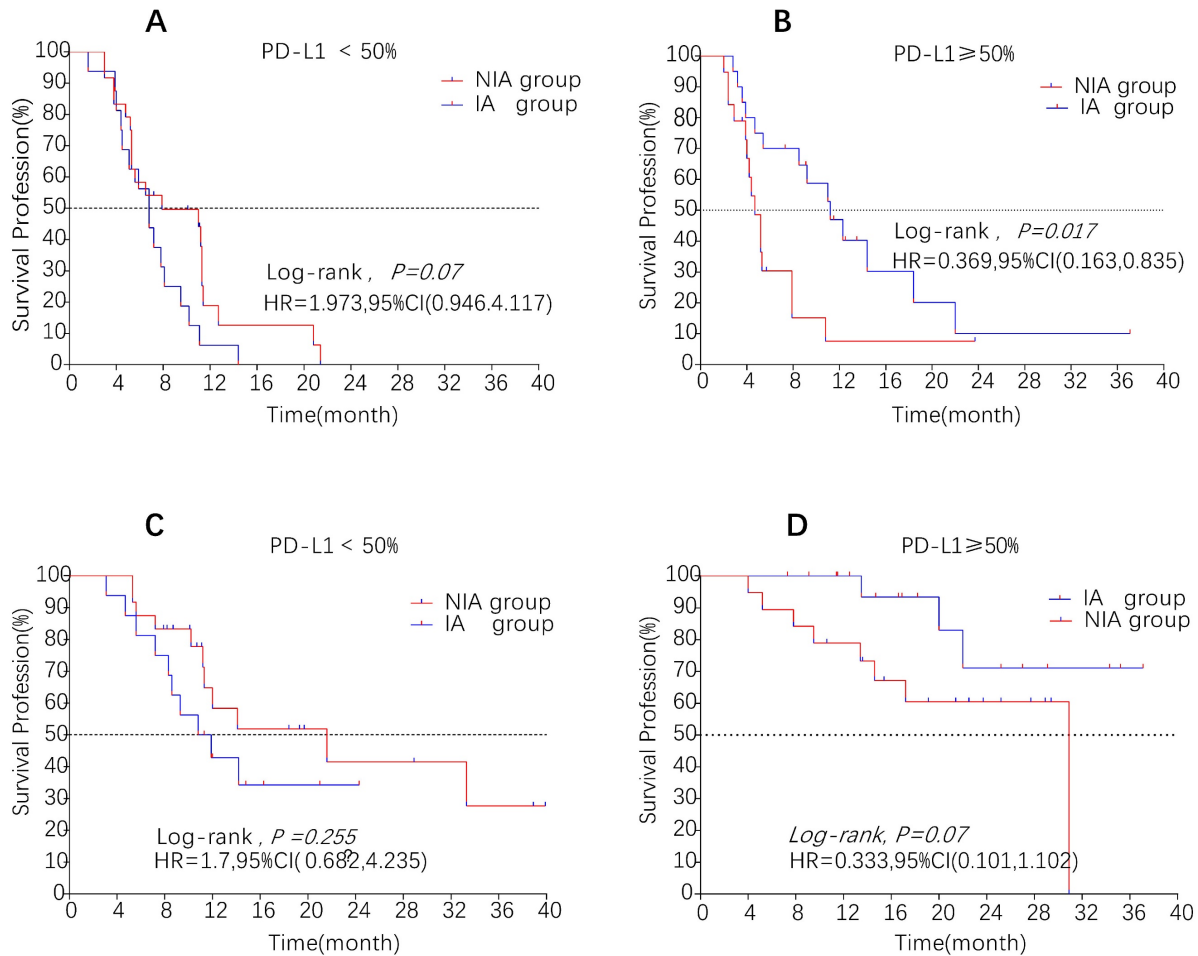 A
PD-L1 < 50%
NIA group
IA group
Survival Profession(%)
100
90
80
70
60
50
40
30
20
10
0
Log-rank , P=0.07
HR=1.973,95%CI(0.946.4.117)
0 4 8 12 16 20 24 28 32 36 40
Time(month)
B
PD-L1≥50%
NIA group
IA group
Survival Profession(%)
100
90
80
70
60
50
40
30
20
10
0
Log-rank , P=0.017
HR=0.369,95%CI(0.163,0.835)
0 4 8 12 16 20 24 28 32 36 40
Time(month)
C
PD-L1 < 50%
NIA group
IA group
Survival Profession(%)
100
90
80
70
60
50
40
30
20
10
0
Log-rank , P =0.255
HR=1.7,95%CI( 0.682,4.235)
0 4 8 12 16 20 24 28 32 36 40
Time(month)
D
PD-L1≥50%
IA group
NIA group
Survival Profession(%)
100
90
80
70
60
50
40
30
20
10
0
Log-rank, P=0.07
HR=0.333,95%CI(0.101,1.102)
0 4 8 12 16 20 24 28 32 36 40
Time(month)